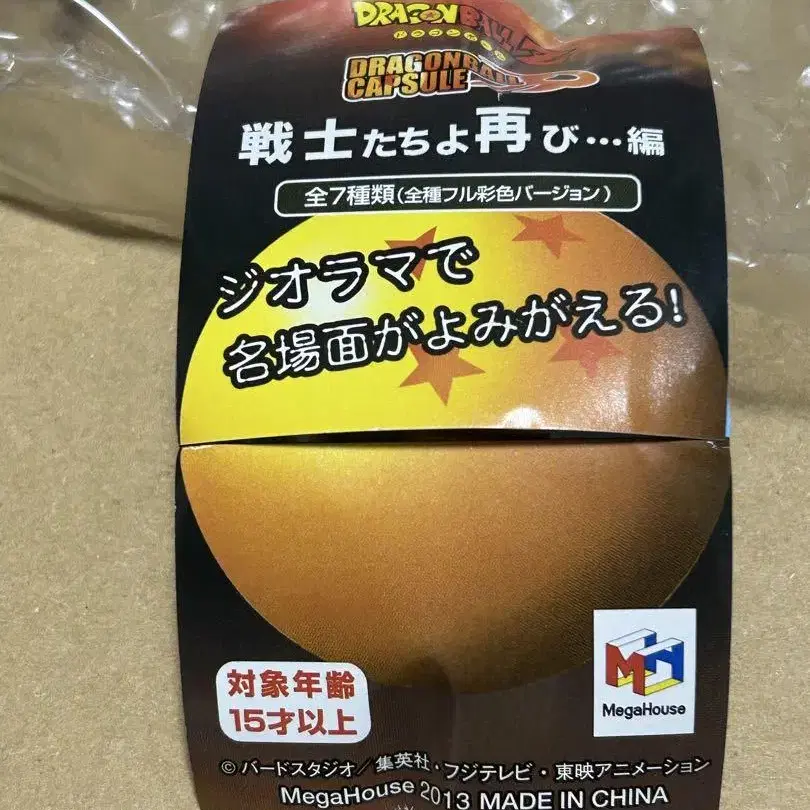 DRAGONBALL Z
ドラゴンボール
DRAGONBALL
CAPSULE
戦士たちよ再び…編
全7種類(全種フル彩色バージョン)
ジオラマで
名場面がよみがえる!
MH
MegaHouse
対象年齢
15才以上
©バードスタジオ/集英社・フジテレビ・東映アニメーション
MegaHouse 2013 MADE IN CHINA